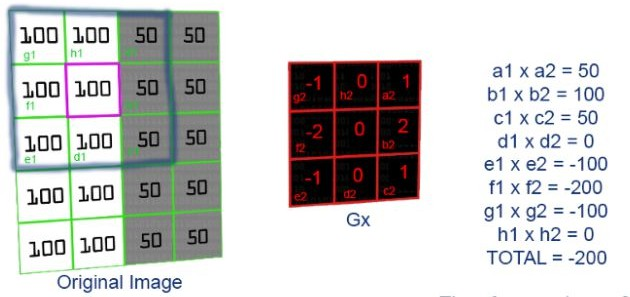 100 100 50 50
g1 h1
100 100 50 50
f1
100 100 50 50
e1 d1
100 100 50 50
100 100 50 50
Original Image
-1 0 1
g2 h2 a2
-2 0 2
f2 b2
-1 0 1
e2 d2 c2
Gx
a1 x a2 = 50
b1 x b2 = 100
c1 x c2 = 50
d1 x d2 = 0
e1 x e2 = -100
f1 x f2 = -200
g1 x g2 = -100
h1 x h2 = 0
TOTAL = -200